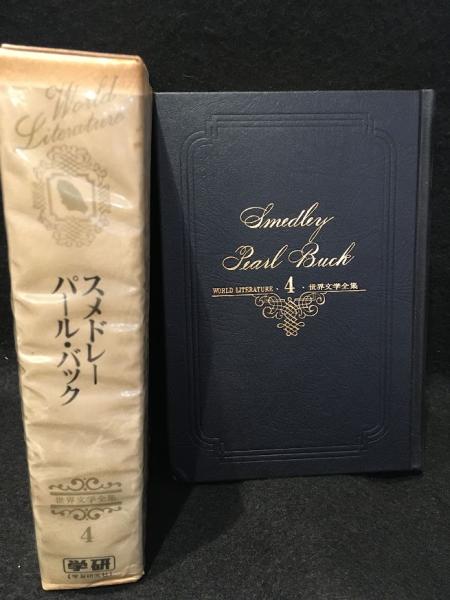 World
Literature
スメドレー
パール・バック
世界文学全集
4
学研
Smedley
Pearl Buck
WORLD LITERATURE・4・世界文学全集